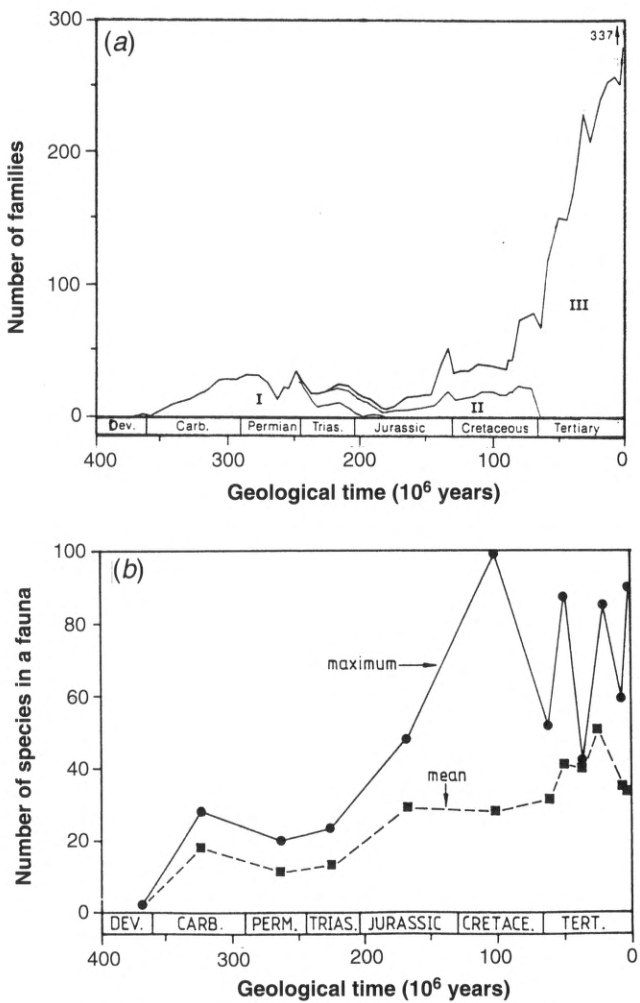 (a)
Number of families
300
200
100
0
337
I
II
III
Dev. Carb. Permian Trias. Jurassic Cretaceous Tertiary
400 300 200 100 0
Geological time (10⁶ years)
(b)
Number of species in a fauna
100
80
60
40
20
0
maximum
mean
DEV. CARB. PERM. TRIAS. JURASSIC CRETACE. TERT.
400 300 200 100 0
Geological time (10⁶ years)